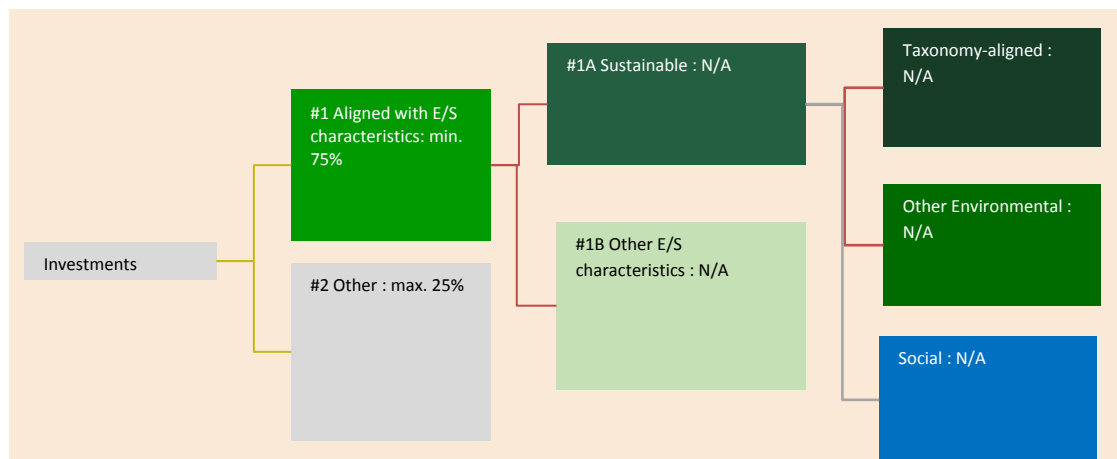 Investments
#1 Aligned with E/S
characteristics: min.
75%
#2 Other : max. 25%
#1A Sustainable : N/A
#1B Other E/S
characteristics : N/A
Taxonomy-aligned :
N/A
Other Environmental :
N/A
Social : N/A